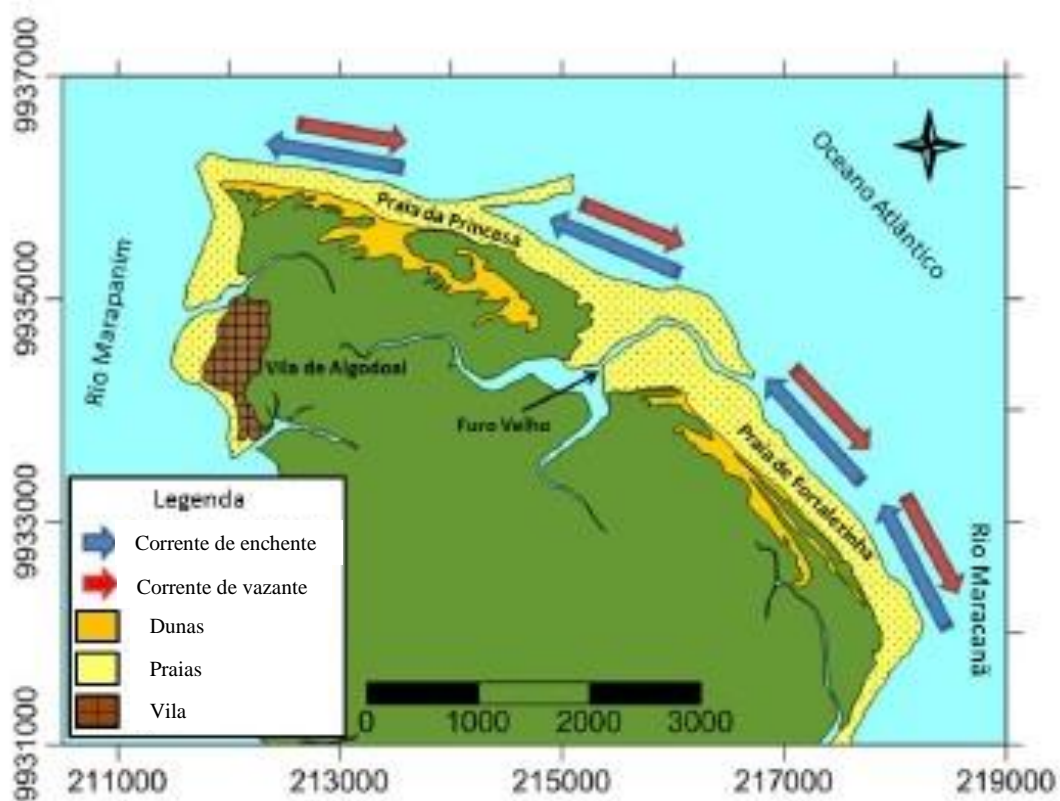 9937000
9935000
9933000
9931000
Oceano Atlântico
Praia da Princesa
Rio Marapanim
Vila de Algodoal
Furo Velho
Praia de Fortalezinha
Rio Maracanã
Legenda
Corrente de enchente
Corrente de vazante
Dunas
Praias
Vila
0 1000 2000 3000
211000 213000 215000 217000 219000